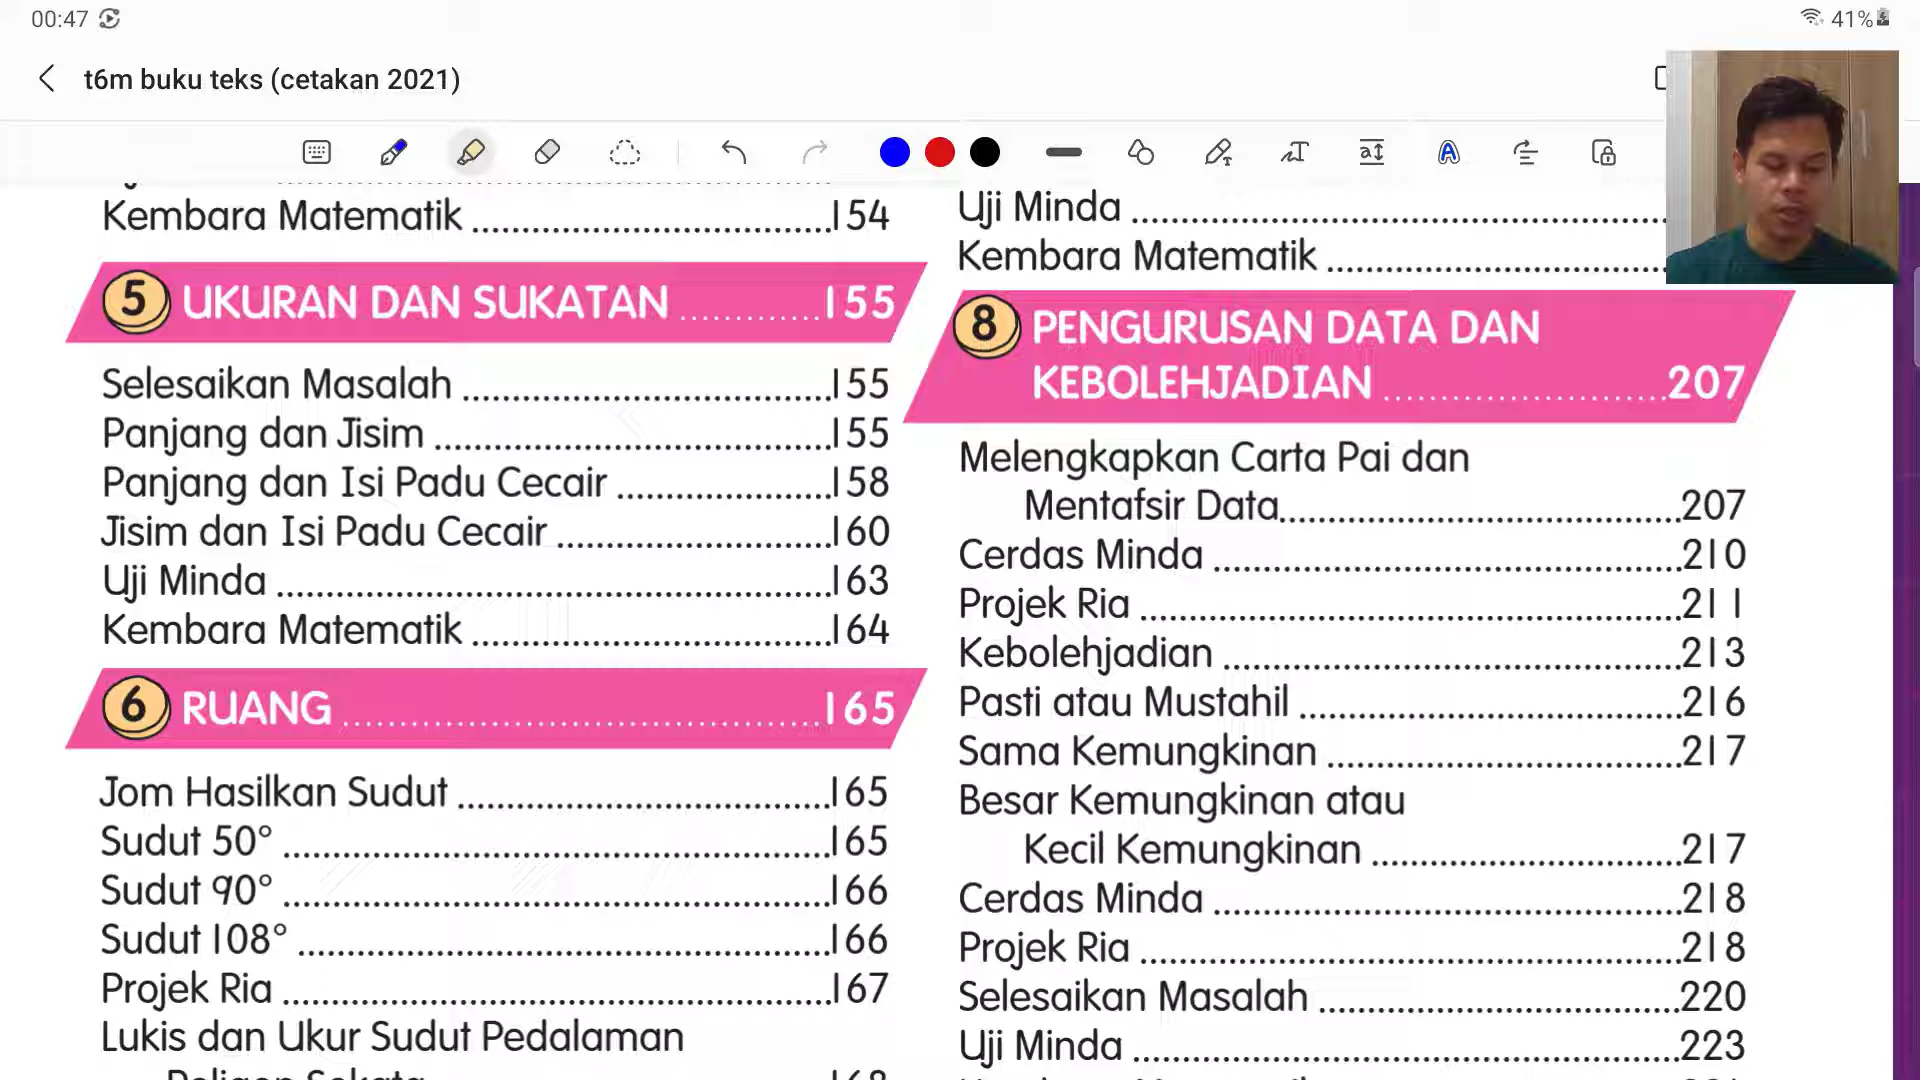 00:47
41%
t6m buku teks (cetakan 2021)
Kembara Matematik ....................................154
5 UKURAN DAN SUKATAN ..............155
Selesaikan Masalah .....................................155
Panjang dan Jisim ........................................155
Panjang dan Isi Padu Cecair ......................158
Jisim dan Isi Padu Cecair ............................160
Uji Minda ........................................................163
Kembara Matematik ....................................164
6 RUANG ................................................165
Jom Hasilkan Sudut ......................................165
Sudut 50° ........................................................165
Sudut 90° ........................................................166
Sudut 108° ......................................................166
Projek Ria ........................................................167
Lukis dan Ukur Sudut Pedalaman
Uji Minda ......................................................
Kembara Matematik ..................................
8 PENGURUSAN DATA DAN
KEBOLEHJADIAN .............................207
Melengkapkan Carta Pai dan
Mentafsir Data.........................................207
Cerdas Minda ................................................210
Projek Ria .......................................................211
Kebolehjadian ...............................................213
Pasti atau Mustahil .......................................216
Sama Kemungkinan ....................................217
Besar Kemungkinan atau
Kecil Kemungkinan ................................217
Cerdas Minda ................................................218
Projek Ria .......................................................218
Selesaikan Masalah .....................................220
Uji Minda ........................................................223